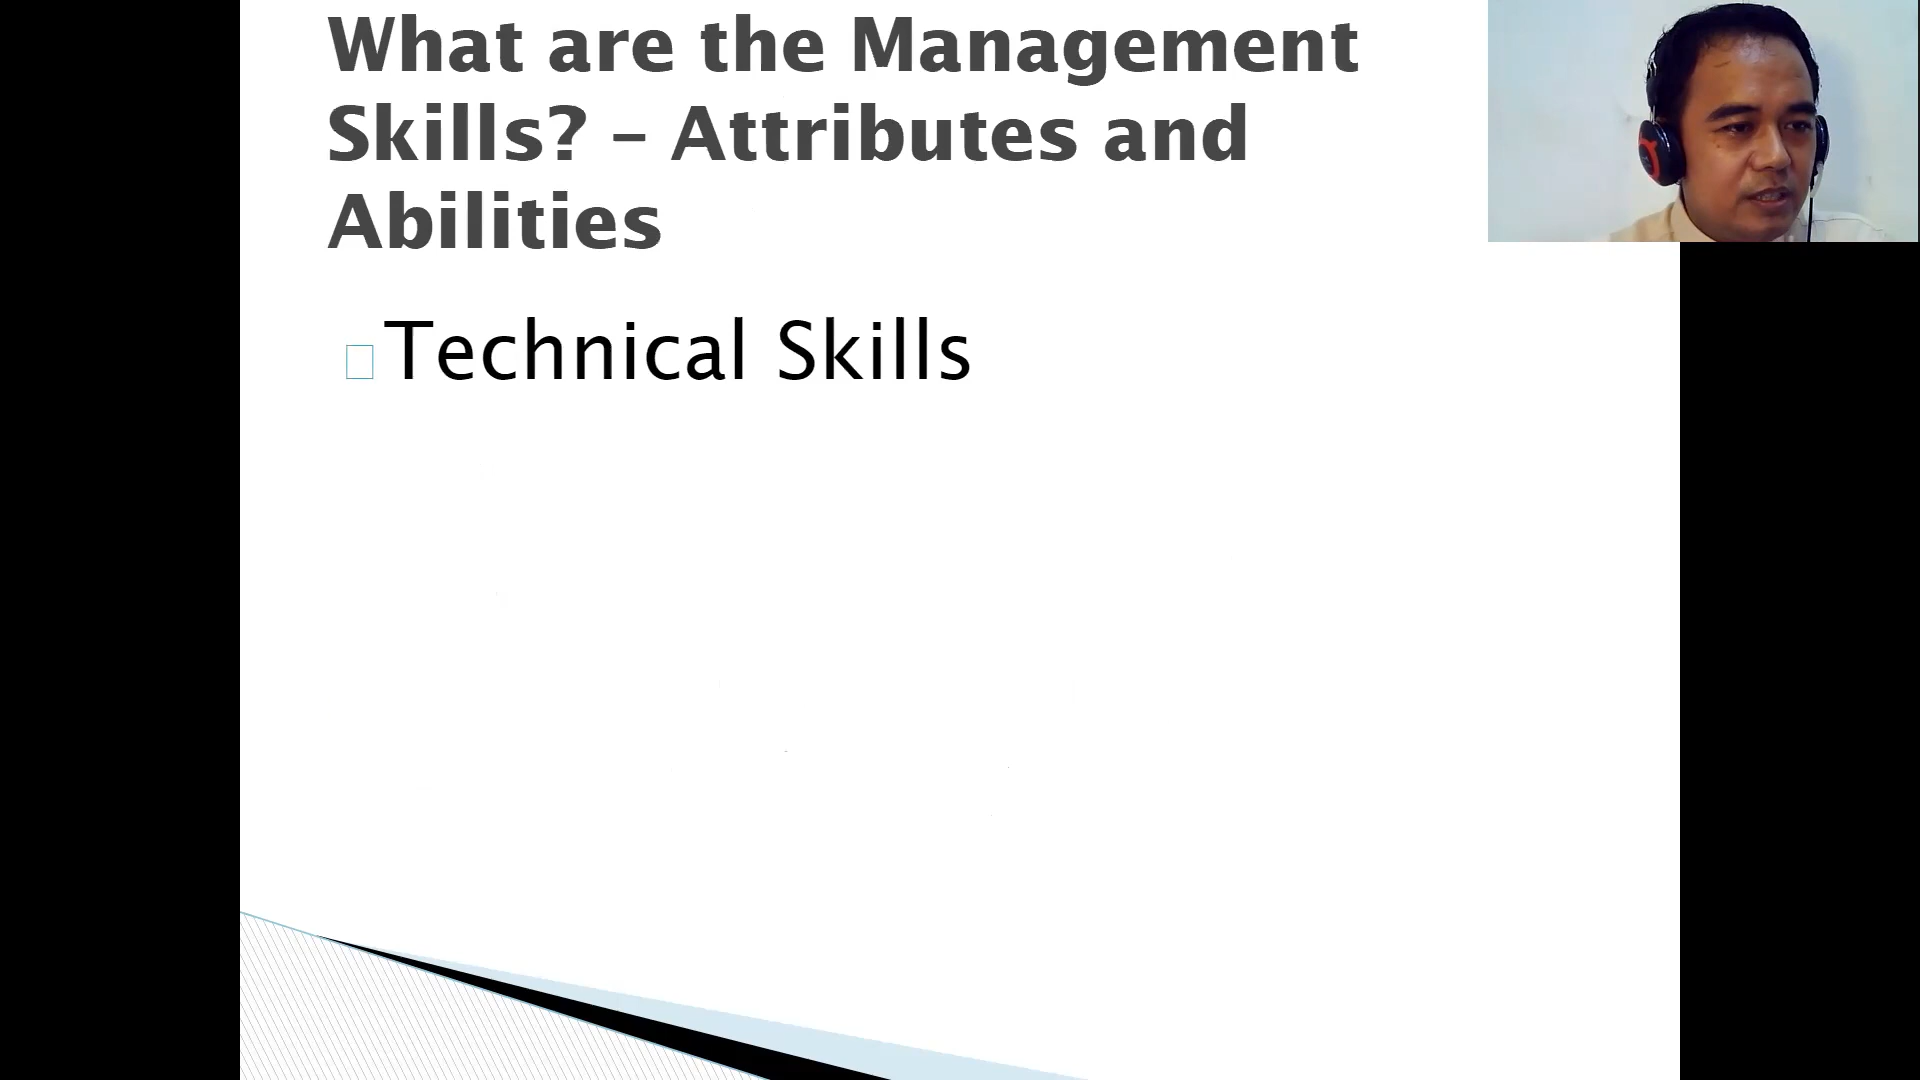 What are the Management
Skills? – Attributes and
Abilities
Technical Skills